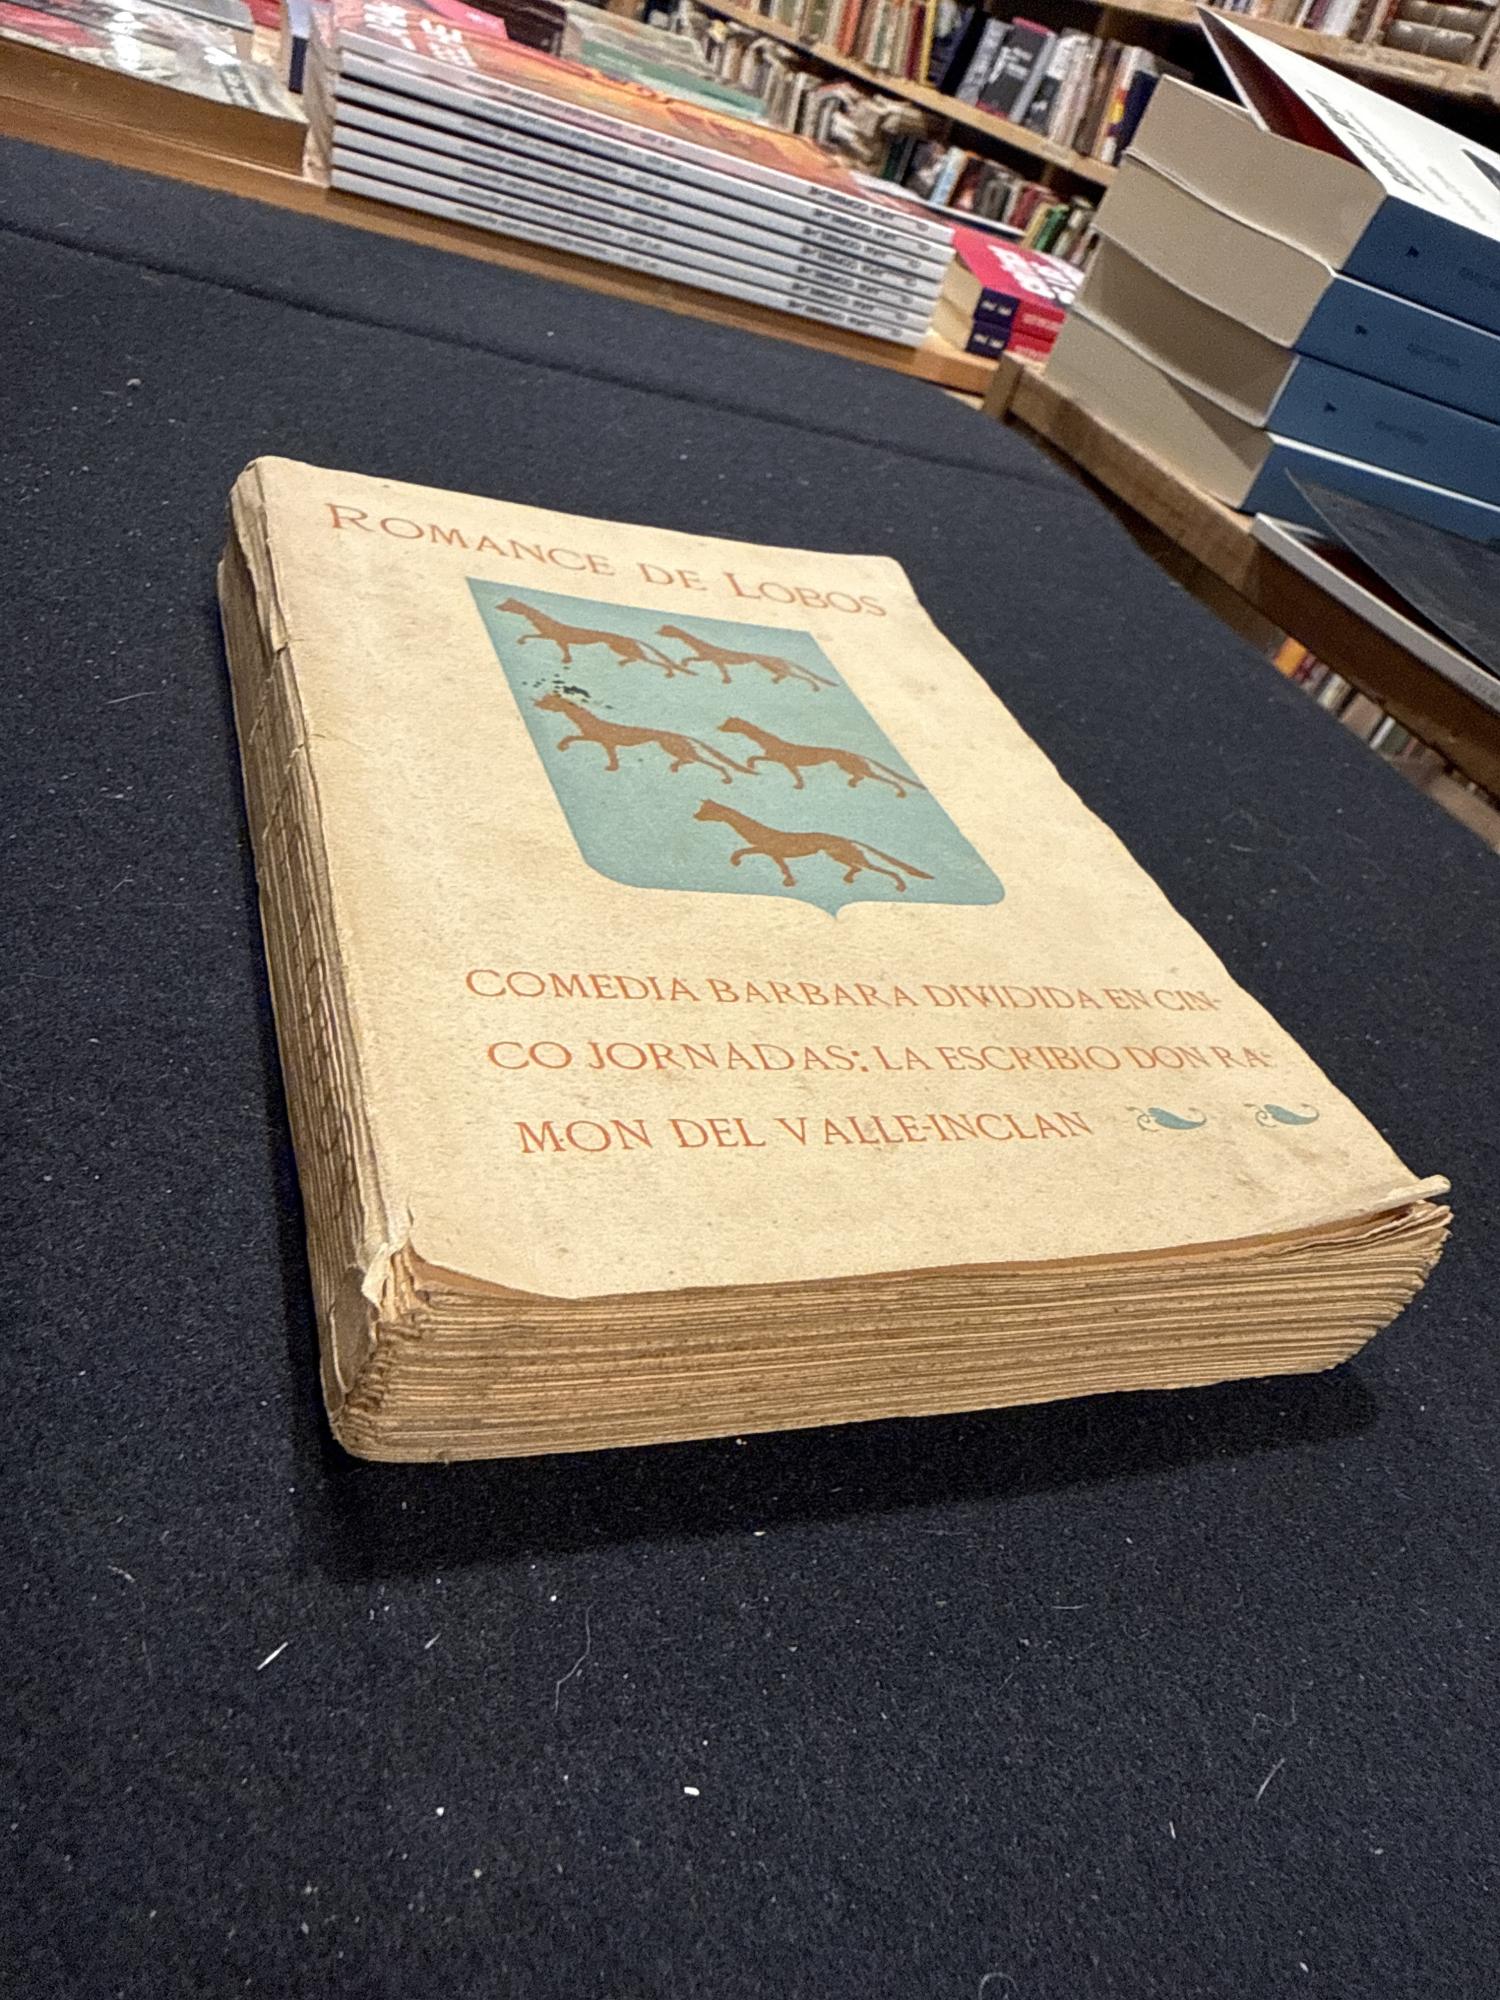 ROMANCE DE LOBOS
COMEDIA BARBARA DIVIDIDA EN CIN-
CO JORNADAS: LA ESCRIBIO DON RA-
MON DEL VALLE-INCLAN